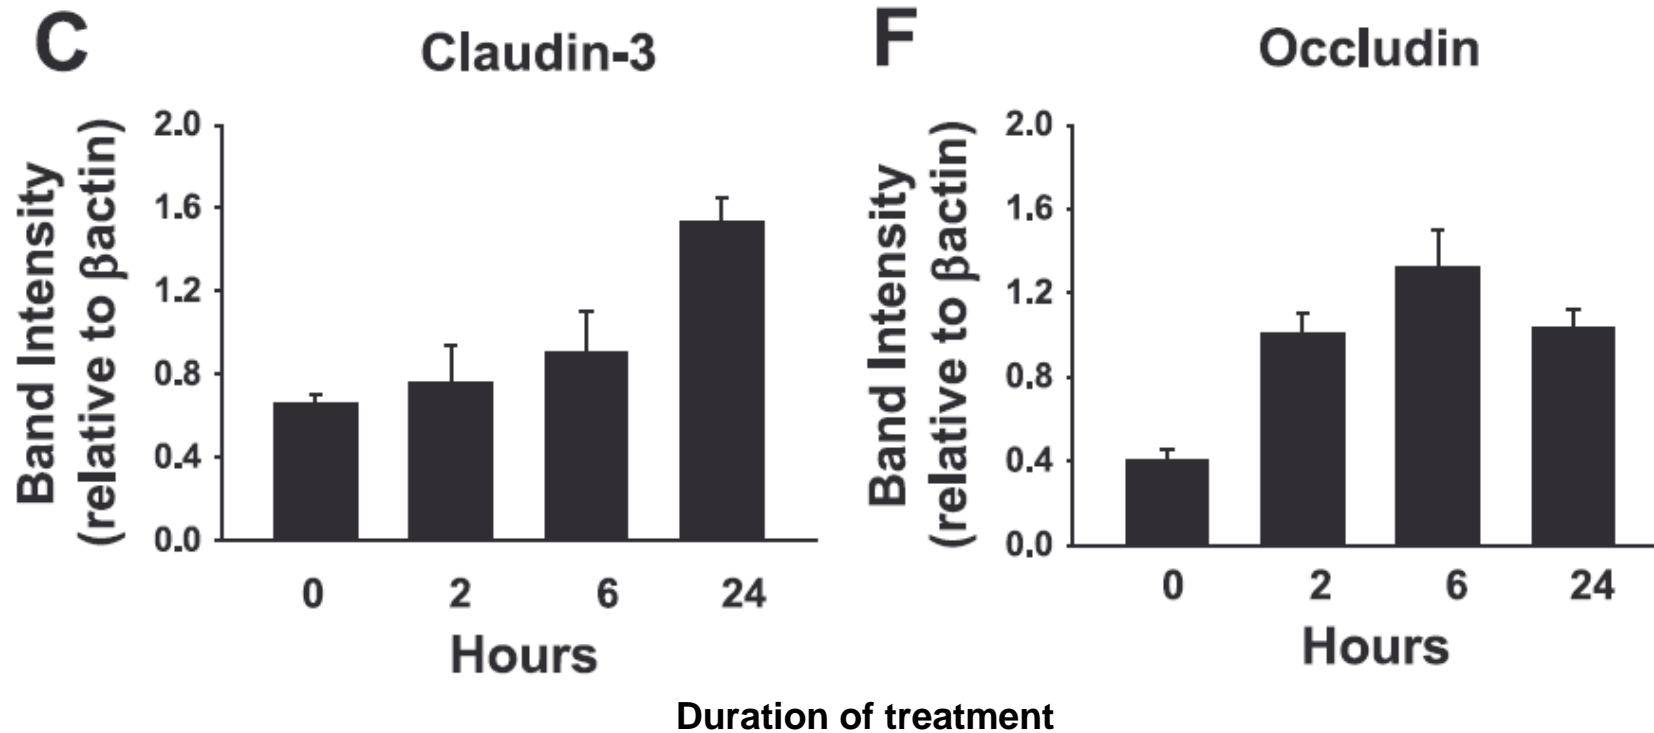 C
Claudin-3
Band Intensity
(relative to βactin)
2.0
1.6
1.2
0.8
0.4
0.0
0 2 6 24
Hours
F
Occludin
Band Intensity
(relative to βactin)
2.0
1.6
1.2
0.8
0.4
0.0
0 2 6 24
Hours
Duration of treatment